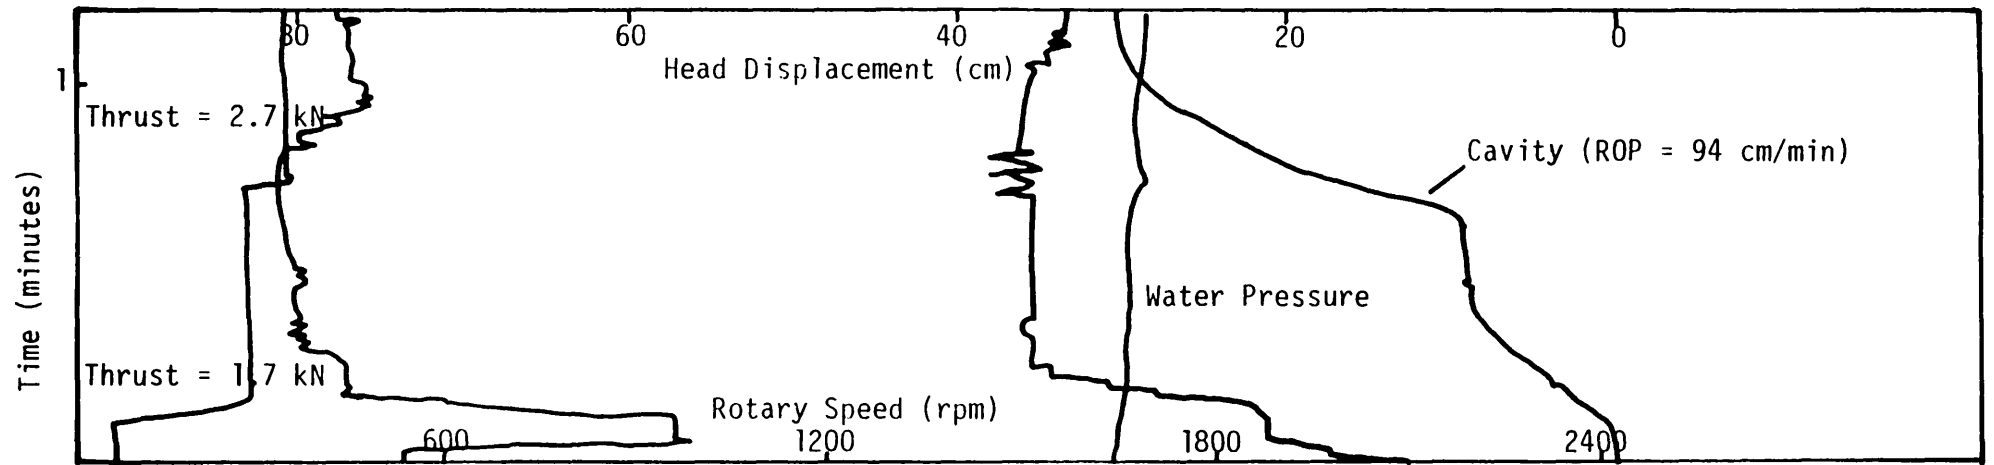 80 60 40 20 0
Head Displacement (cm)
1
Thrust = 2.7 kN
Cavity (ROP = 94 cm/min)
Time (minutes)
Water Pressure
Thrust = 1.7 kN
Rotary Speed (rpm)
600 1200 1800 2400